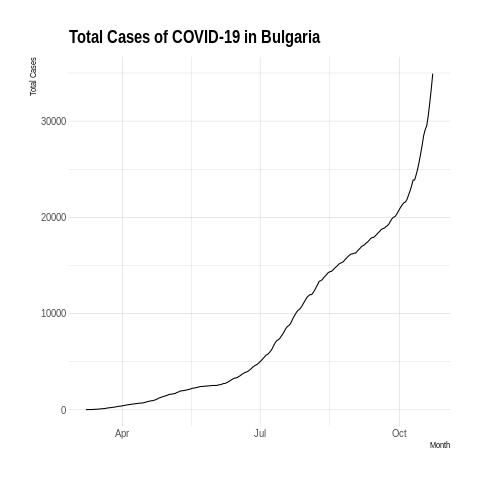 Total Cases of COVID-19 in Bulgaria
Total Cases
30000
20000
10000
0
Apr Jul Oct
Month